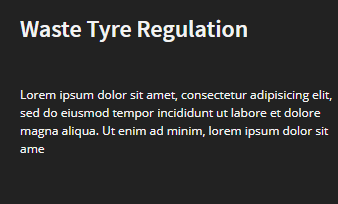 Waste Tyre Regulation
Lorem ipsum dolor sit amet, consectetur adipisicing elit,
sed do eiusmod tempor incididunt ut labore et dolore
magna aliqua. Ut enim ad minim, lorem ipsum dolor sit
ame